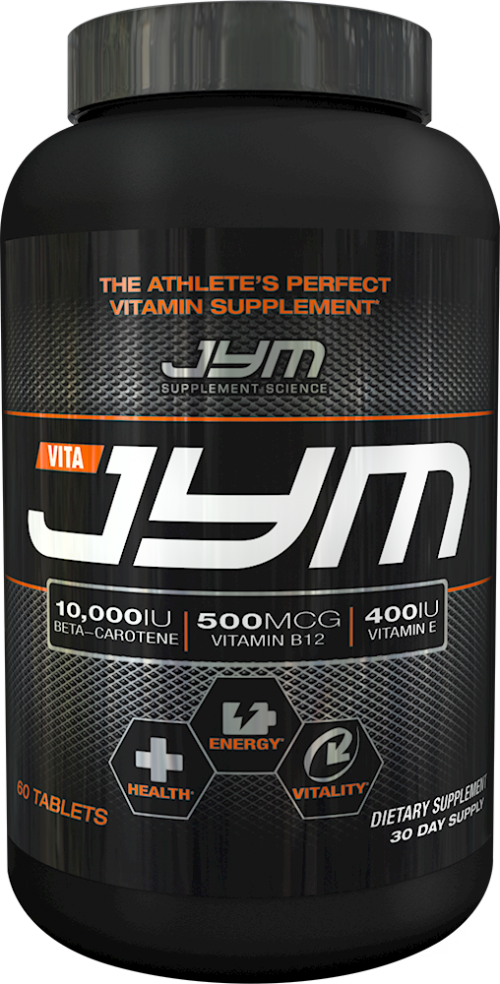 THE ATHLETE'S PERFECT
VITAMIN SUPPLEMENT*
JYM
SUPPLEMENT SCIENCE
VITA
JYM
10,000IU
BETA-CAROTENE
500MCG
VITAMIN B12
400IU
VITAMIN E
ENERGY*
HEALTH*
VITALITY*
60 TABLETS
DIETARY SUPPLEMENT
30 DAY SUPPLY